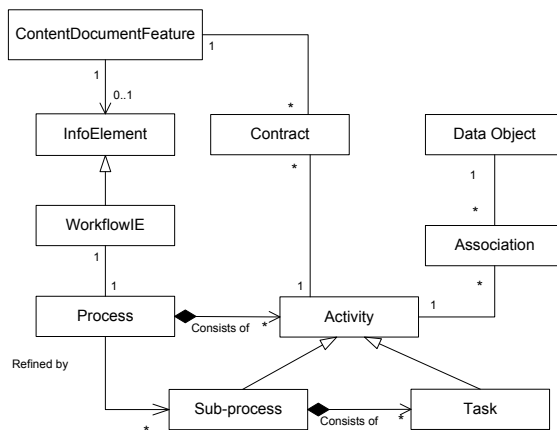 ContentDocumentFeature
1
1
0..1
*
InfoElement
Contract
Data Object
*
1
*
WorkflowIE
Association
1
*
1
1
1
Process
Activity
Consists of
*
Refined by
Sub-process
Task
Consists of
*
*